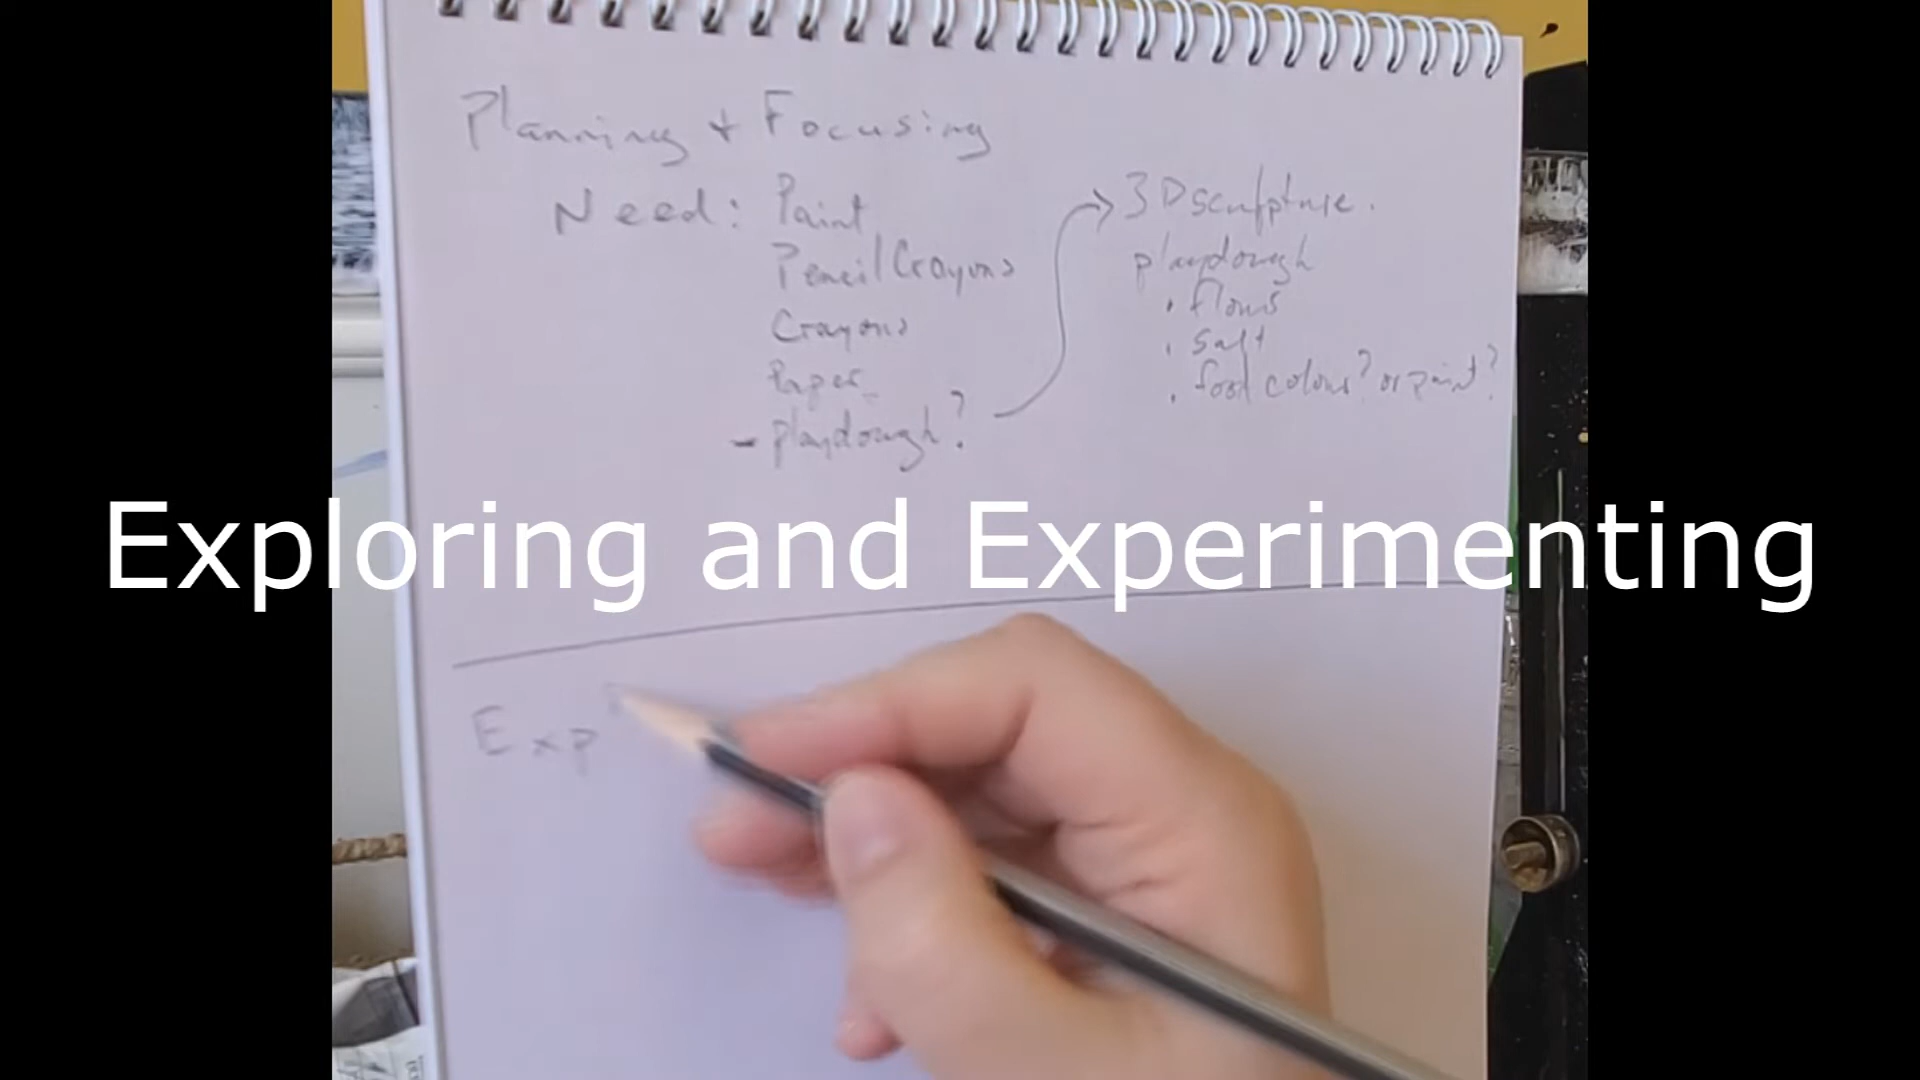 Planning + Focusing
Need: Paint
Pencil Crayons
Crayons
Paper
- playdough?
3D sculpture.
playdough
. flour
. salt
. food colour? or paint?
Exploring and Experimenting
Exp